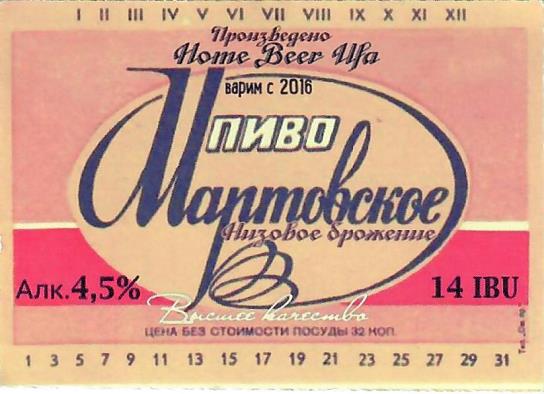 I II III IV V VI VII VIII IX X XI XII
Произведено
Home Beer Ufa
варим с 2016
ПИВО
Мартовское
Низовое брожение
Алк. 4,5%
14 IBU
Высшее качество
ЦЕНА БЕЗ СТОИМОСТИ ПОСУДЫ 32 КОП.
1 3 5 7 9 11 13 15 17 19 21 23 25 27 29 31